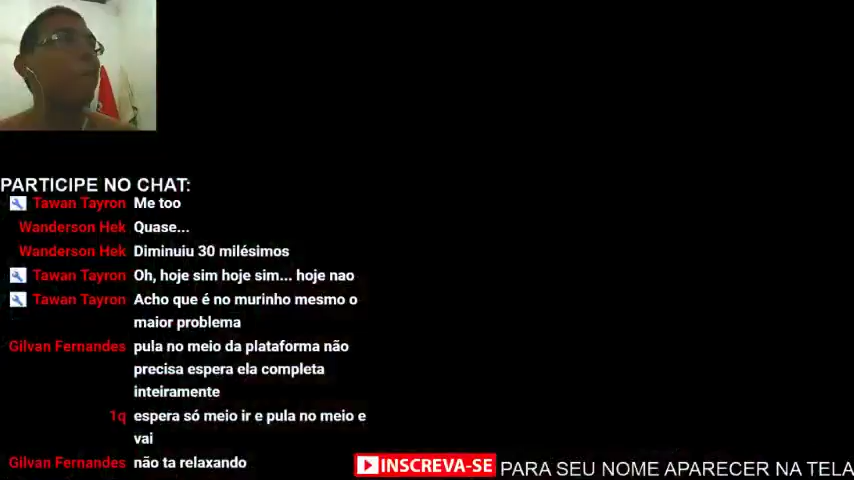 PARTICIPE NO CHAT:
Tawan Tayron Me too
Wanderson Hek Quase...
Wanderson Hek Diminuiu 30 milésimos
Tawan Tayron Oh, hoje sim hoje sim... hoje nao
Tawan Tayron Acho que é no murinho mesmo o
maior problema
Gilvan Fernandes pula no meio da plataforma não
precisa espera ela completa
inteiramente
1q espera só meio ir e pula no meio e
vai
Gilvan Fernandes não ta relaxando
INSCREVA-SE PARA SEU NOME APARECER NA TELA